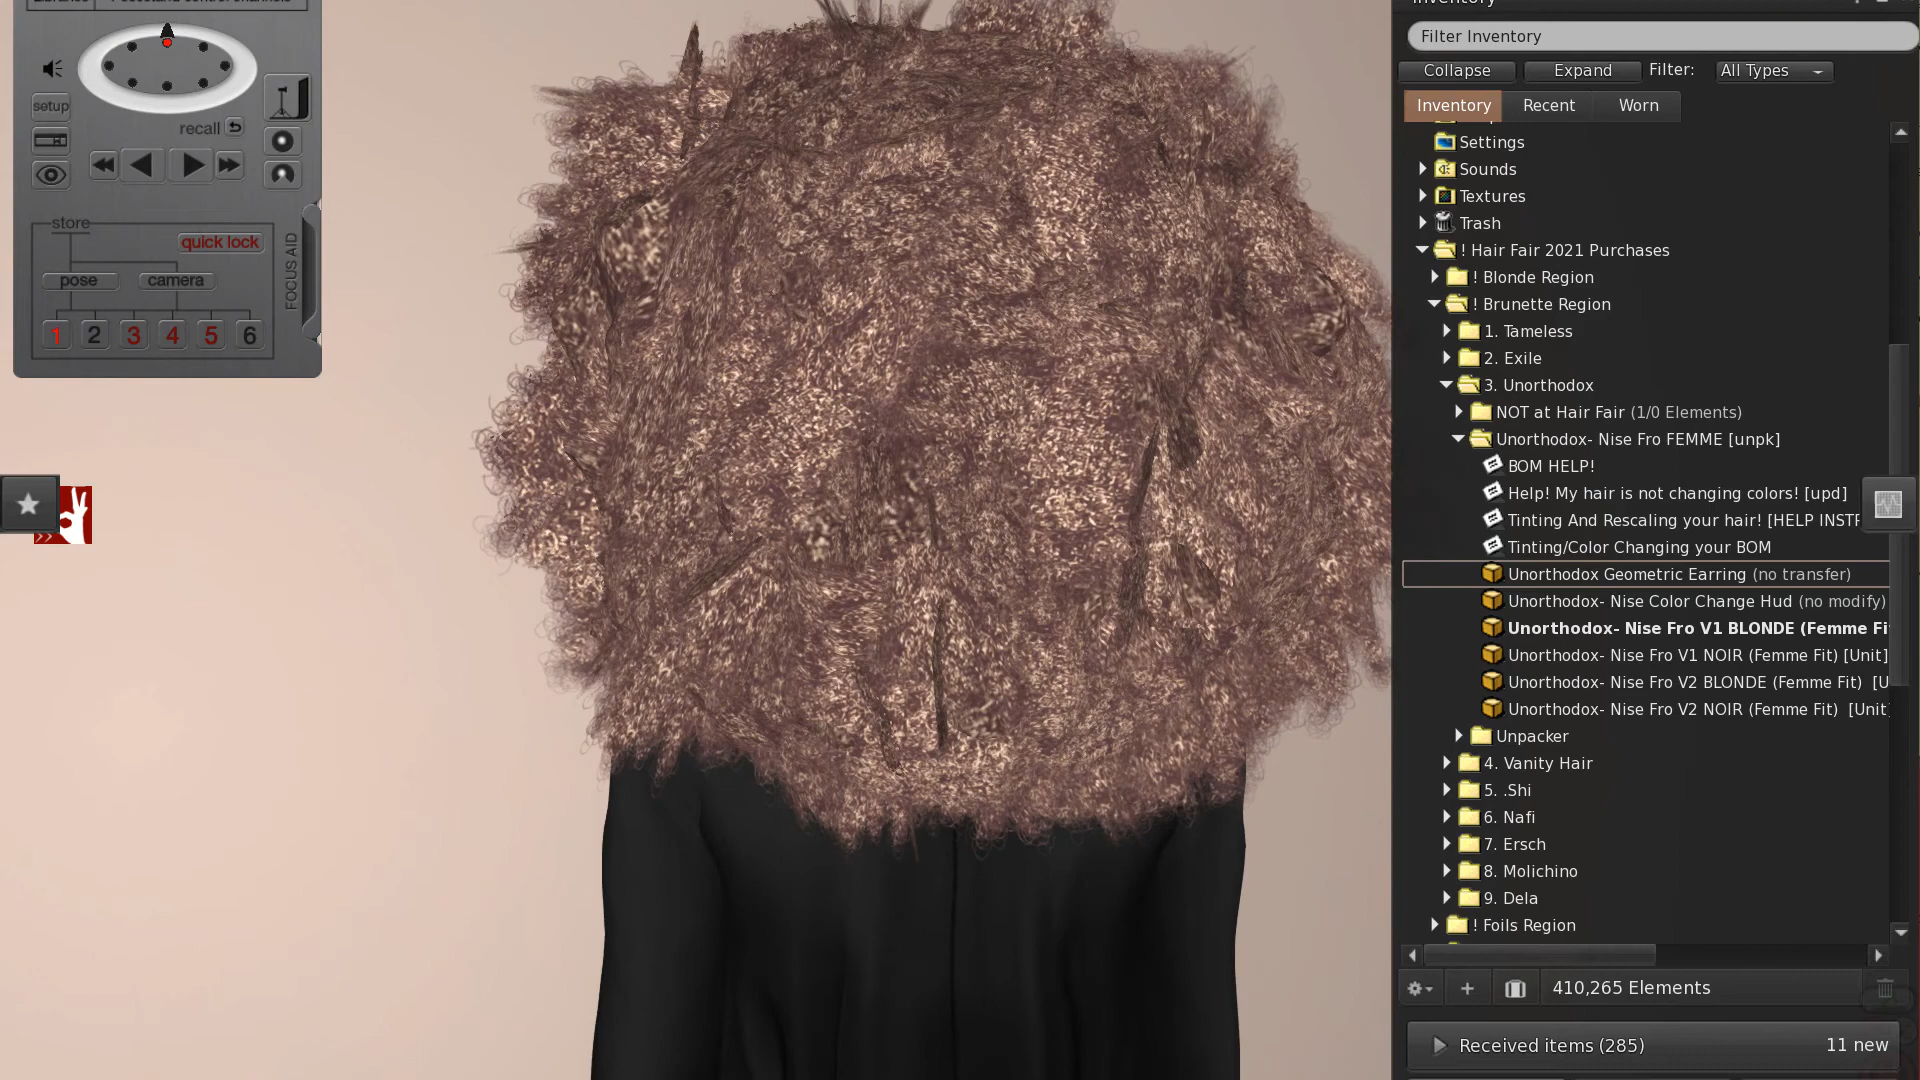 Inventory
Filter Inventory
Collapse Expand Filter: All Types
Inventory Recent Worn
Settings
Sounds
Textures
Trash
! Hair Fair 2021 Purchases
! Blonde Region
! Brunette Region
1. Tameless
2. Exile
3. Unorthodox
NOT at Hair Fair (1/0 Elements)
Unorthodox- Nise Fro FEMME [unpk]
BOM HELP!
Help! My hair is not changing colors! [upd]
Tinting And Rescaling your hair! [HELP INSTR
Tinting/Color Changing your BOM
Unorthodox Geometric Earring (no transfer)
Unorthodox- Nise Color Change Hud (no modify)
Unorthodox- Nise Fro V1 BLONDE (Femme Fit
Unorthodox- Nise Fro V1 NOIR (Femme Fit) [Unit]
Unorthodox- Nise Fro V2 BLONDE (Femme Fit) [U
Unorthodox- Nise Fro V2 NOIR (Femme Fit) [Unit]
Unpacker
4. Vanity Hair
5. .Shi
6. Nafi
7. Ersch
8. Molichino
9. Dela
! Foils Region
410,265 Elements
Received items (285) 11 new
setup
recall
store
quick lock
pose camera
1 2 3 4 5 6
FOCUS AID